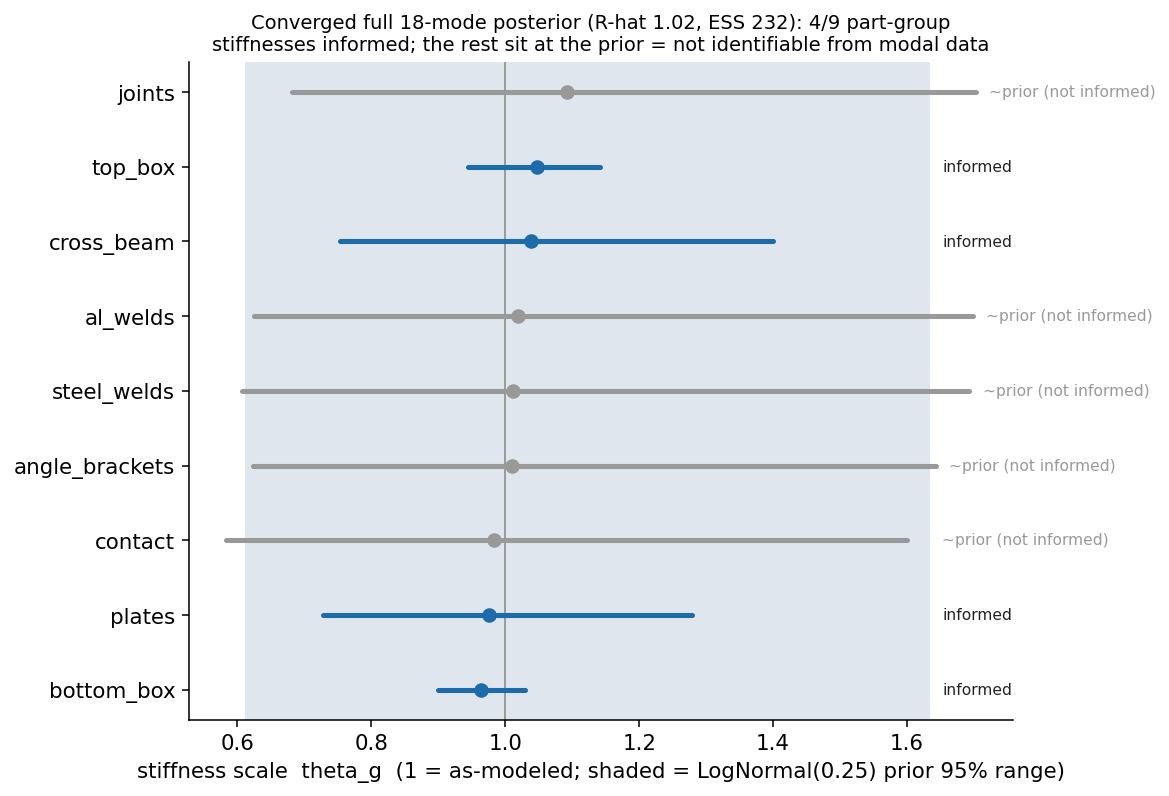 Converged full 18-mode posterior (R-hat 1.02, ESS 232): 4/9 part-group
stiffnesses informed; the rest sit at the prior = not identifiable from modal data
joints
~prior (not informed)
top_box
informed
cross_beam
informed
al_welds
~prior (not informed)
steel_welds
~prior (not informed)
angle_brackets
~prior (not informed)
contact
~prior (not informed)
plates
informed
bottom_box
informed
0.6 0.8 1.0 1.2 1.4 1.6
stiffness scale  theta_g  (1 = as-modeled; shaded = LogNormal(0.25) prior 95% range)